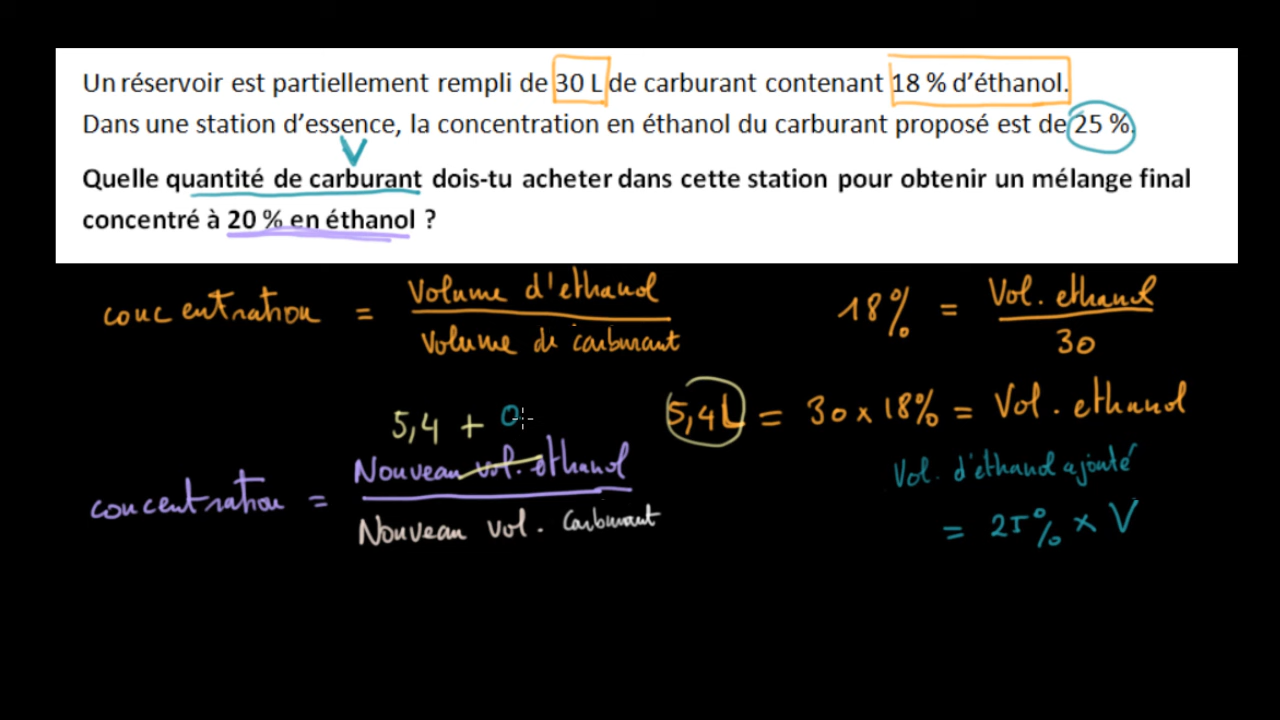 Un réservoir est partiellement rempli de 30 L de carburant contenant 18 % d’éthanol.
Dans une station d’essence, la concentration en éthanol du carburant proposé est de 25 %.
V
Quelle quantité de carburant dois-tu acheter dans cette station pour obtenir un mélange final
concentré à 20 % en éthanol ?
concentration = Volume d'ethanol / Volume de carburant
18% = Vol. ethanol / 30
5,4 L = 30 x 18% = Vol. ethanol
5,4 + 0
concentration = Nouveau vol. éthanol / Nouveau vol. Carburant
Vol. d'éthanol ajouté
= 25% x V